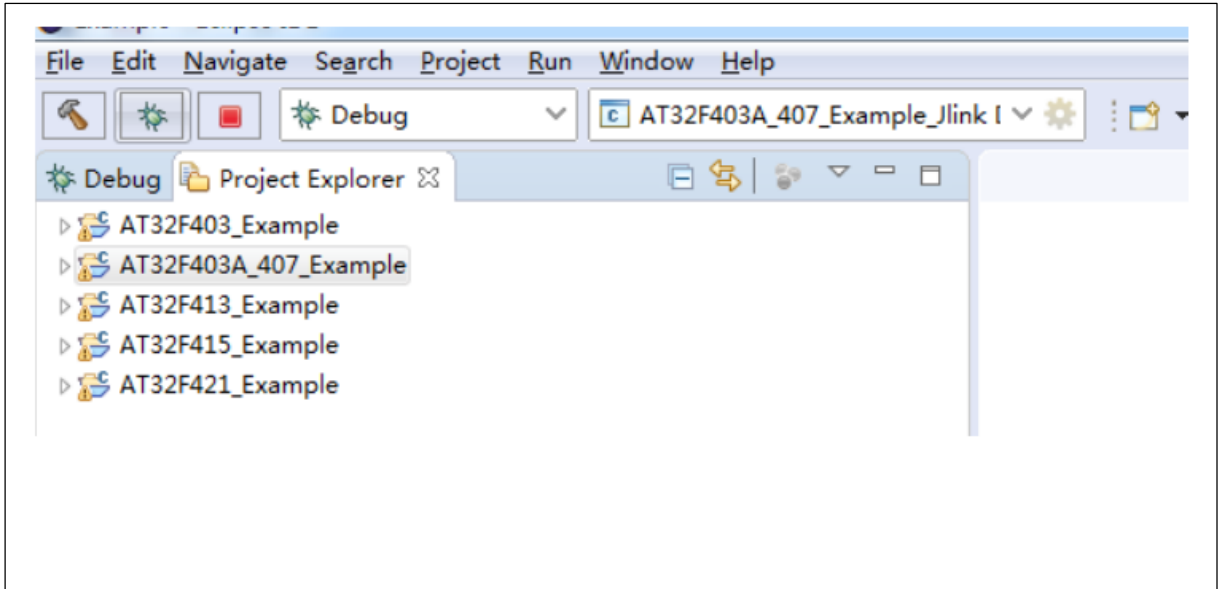 File Edit Navigate Search Project Run Window Help
Debug AT32F403A_407_Example_Jlink
Debug Project Explorer
AT32F403_Example
AT32F403A_407_Example
AT32F413_Example
AT32F415_Example
AT32F421_Example